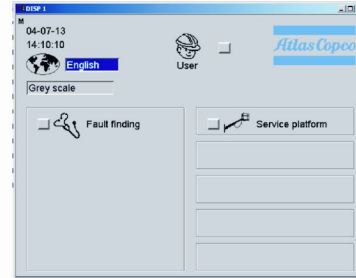 DISP 1
M
04-07-13
14:10:10
English
User
Atlas Copco
Grey scale
Fault finding
Service platform